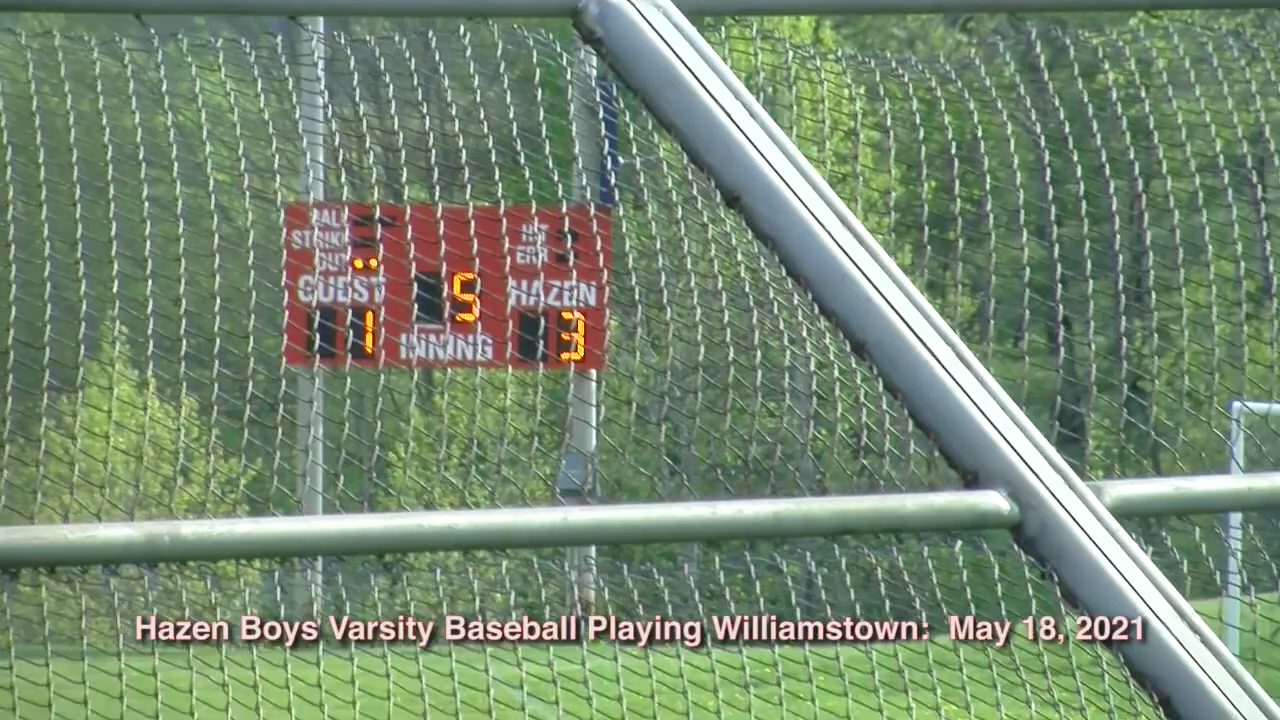 BALL
STRIKE
OUT
HIT
ERR
GUEST 5 HAZEN
1 INNING 3
Hazen Boys Varsity Baseball Playing Williamstown: May 18, 2021